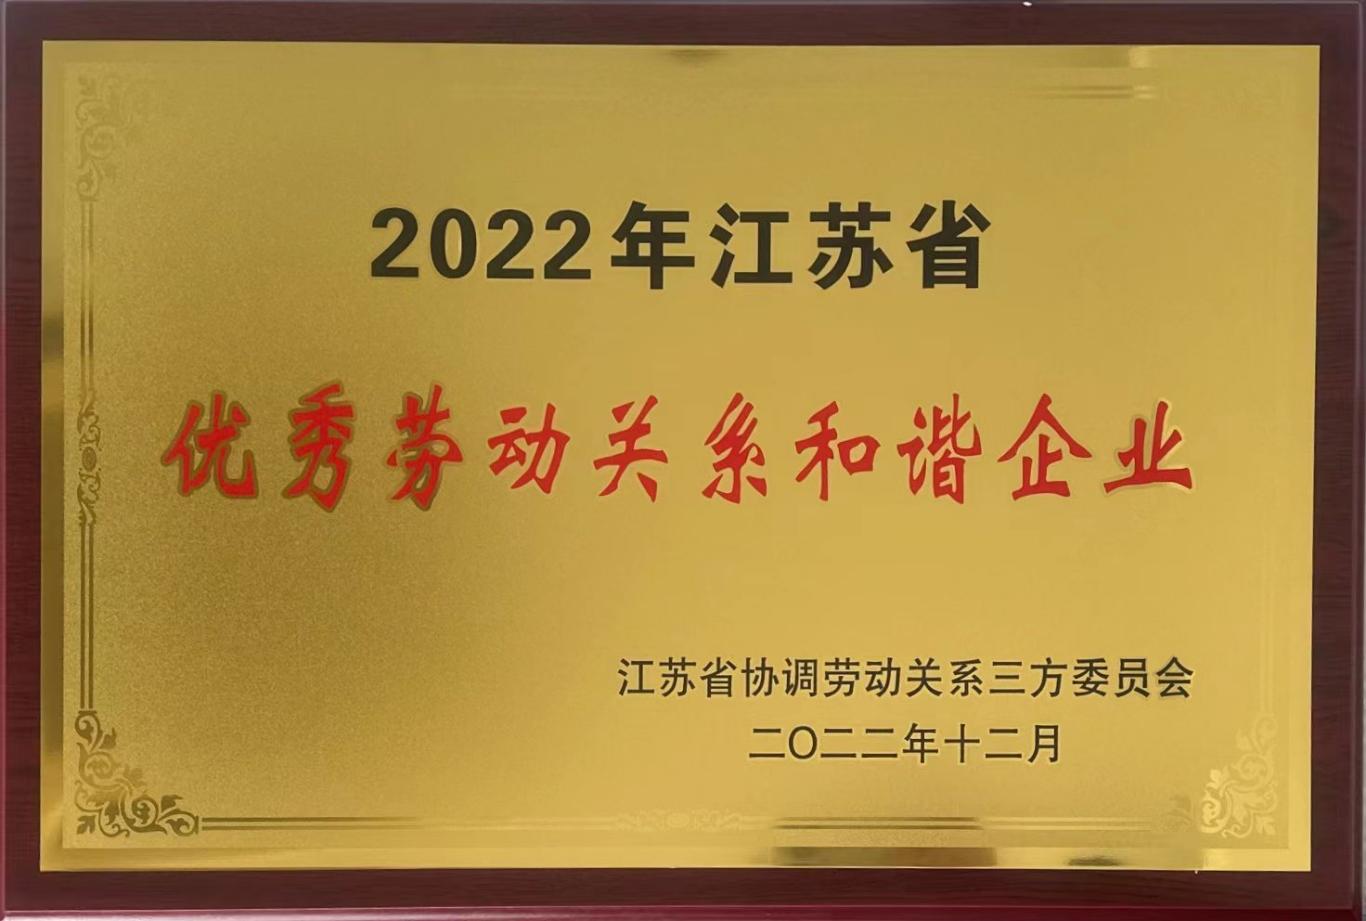 2022年江苏省
优秀劳动关系和谐企业
江苏省协调劳动关系三方委员会
二〇二二年十二月